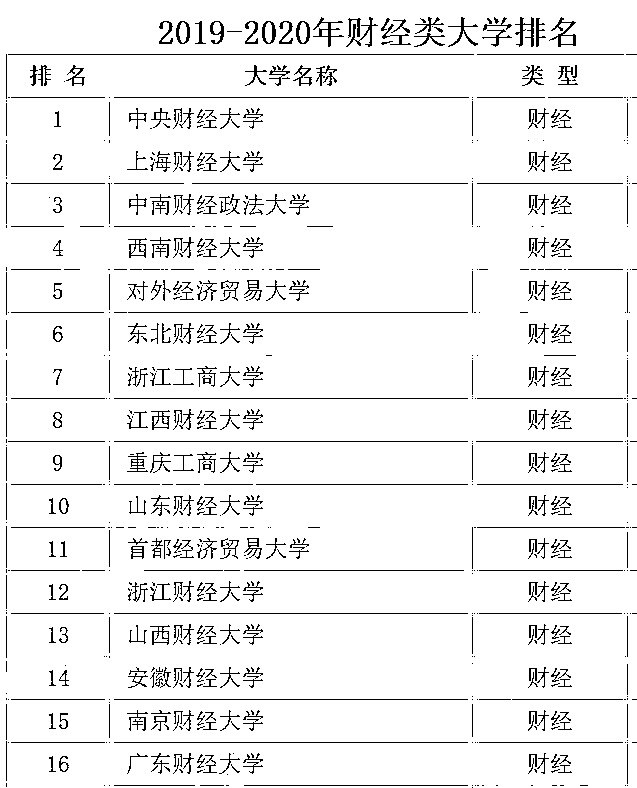 2019-2020年财经类大学排名
排 名 大学名称 类 型
1 中央财经大学 财经
2 上海财经大学 财经
3 中南财经政法大学 财经
4 西南财经大学 财经
5 对外经济贸易大学 财经
6 东北财经大学 财经
7 浙江工商大学 财经
8 江西财经大学 财经
9 重庆工商大学 财经
10 山东财经大学 财经
11 首都经济贸易大学 财经
12 浙江财经大学 财经
13 山西财经大学 财经
14 安徽财经大学 财经
15 南京财经大学 财经
16 广东财经大学 财经